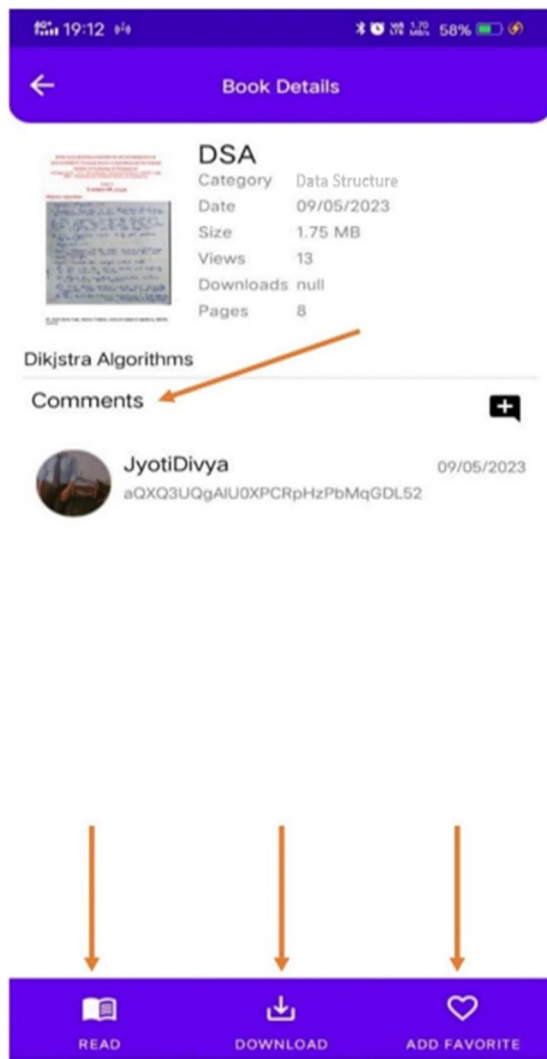 19:12
58%
Book Details
DSA
Category Data Structure
Date 09/05/2023
Size 1.75 MB
Views 13
Downloads null
Pages 8
Dikjstra Algorithms
Comments
JyotiDivya 09/05/2023
aQXQ3UQgAIU0XPCRpHzPbMqGDL52
READ DOWNLOAD ADD FAVORITE